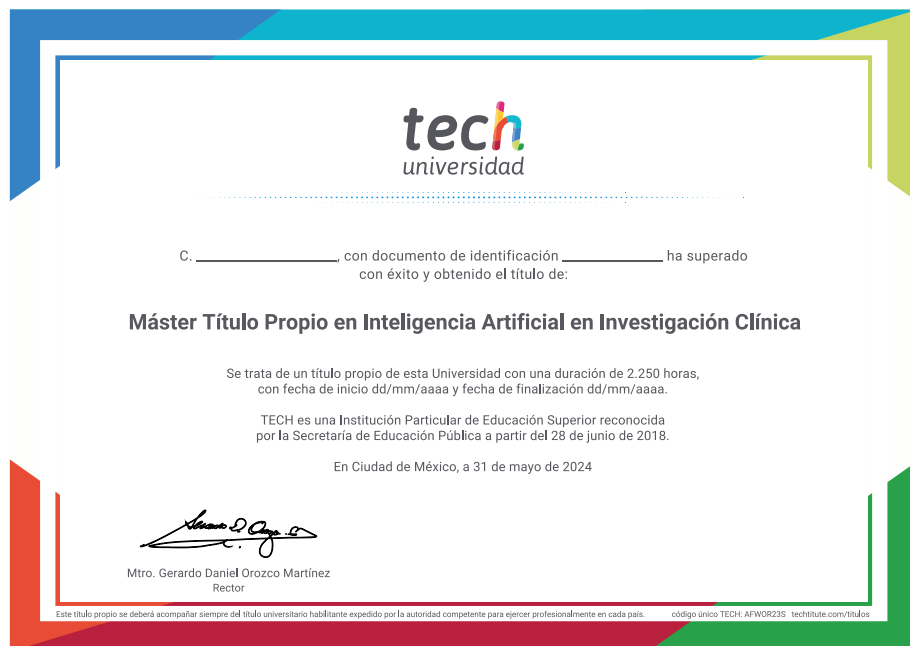 tech
universidad
C. ____________________, con documento de identificación ______________ ha superado
con éxito y obtenido el título de:
Máster Título Propio en Inteligencia Artificial en Investigación Clínica
Se trata de un título propio de esta Universidad con una duración de 2.250 horas,
con fecha de inicio dd/mm/aaaa y fecha de finalización dd/mm/aaaa.
TECH es una Institución Particular de Educación Superior reconocida
por la Secretaría de Educación Pública a partir del 28 de junio de 2018.
En Ciudad de México, a 31 de mayo de 2024
Mtro. Gerardo Daniel Orozco Martínez
Rector
Este título propio se deberá acompañar siempre del título universitario habilitante expedido por la autoridad competente para ejercer profesionalmente en cada país. código único TECH: AFWOR23S techtitute.com/titulos